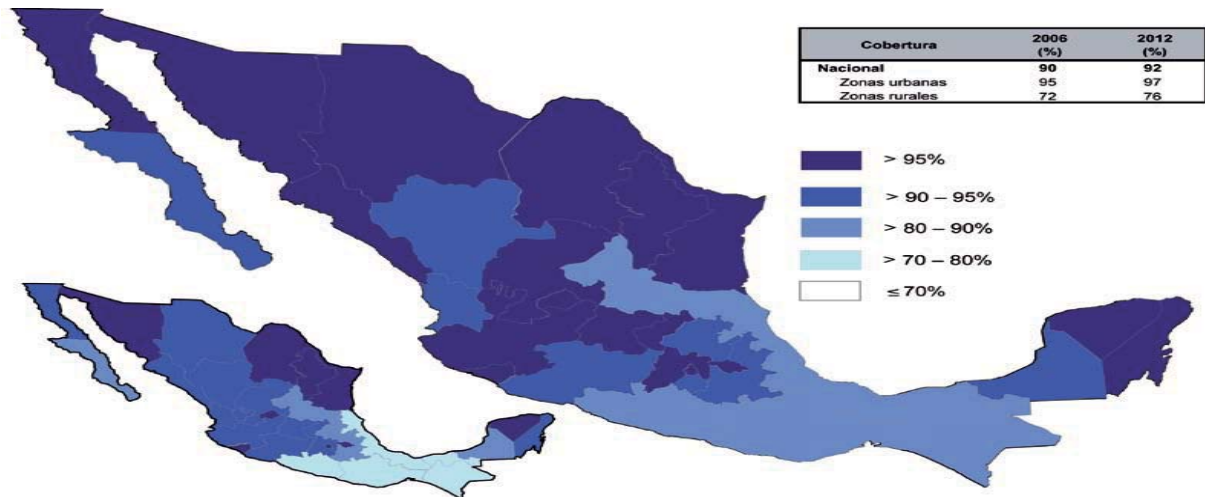 Cobertura 2006 (%) 2012 (%)
Nacional 90 92
Zonas urbanas 95 97
Zonas rurales 72 76
> 95%
> 90 – 95%
> 80 – 90%
> 70 – 80%
≤ 70%